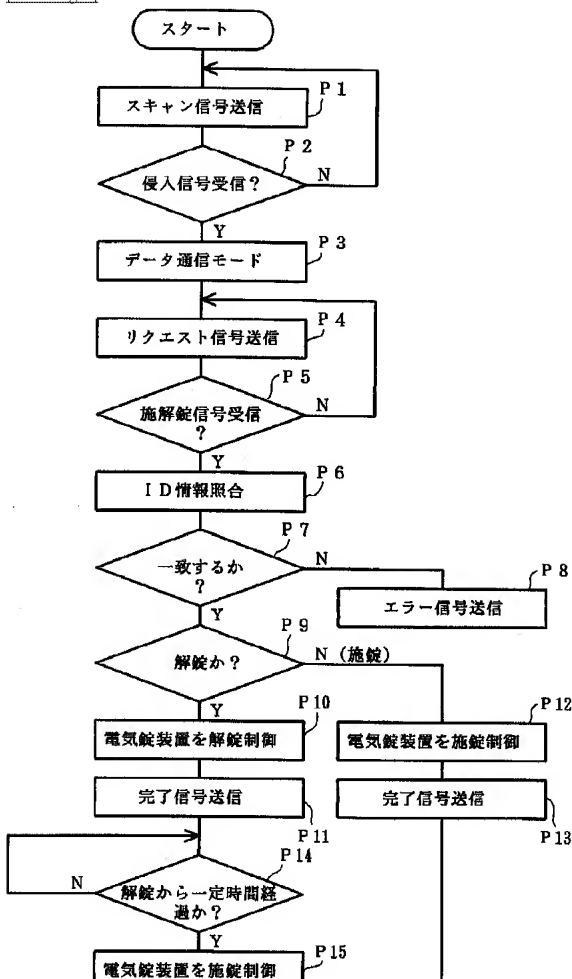 スタート
P1
スキャン信号送信
P2
侵入信号受信？
N
Y
P3
データ通信モード
P4
リクエスト信号送信
P5
施解錠信号受信
？
N
Y
P6
ID情報照合
P7
一致するか
？
N
Y
P8
エラー信号送信
P9
解錠か？
N（施錠）
Y
P10
電気錠装置を解錠制御
P12
電気錠装置を施錠制御
完了信号送信
P11
完了信号送信
P13
P14
解錠から一定時間経
過か？
N
Y
P15
電気錠装置を施錠制御